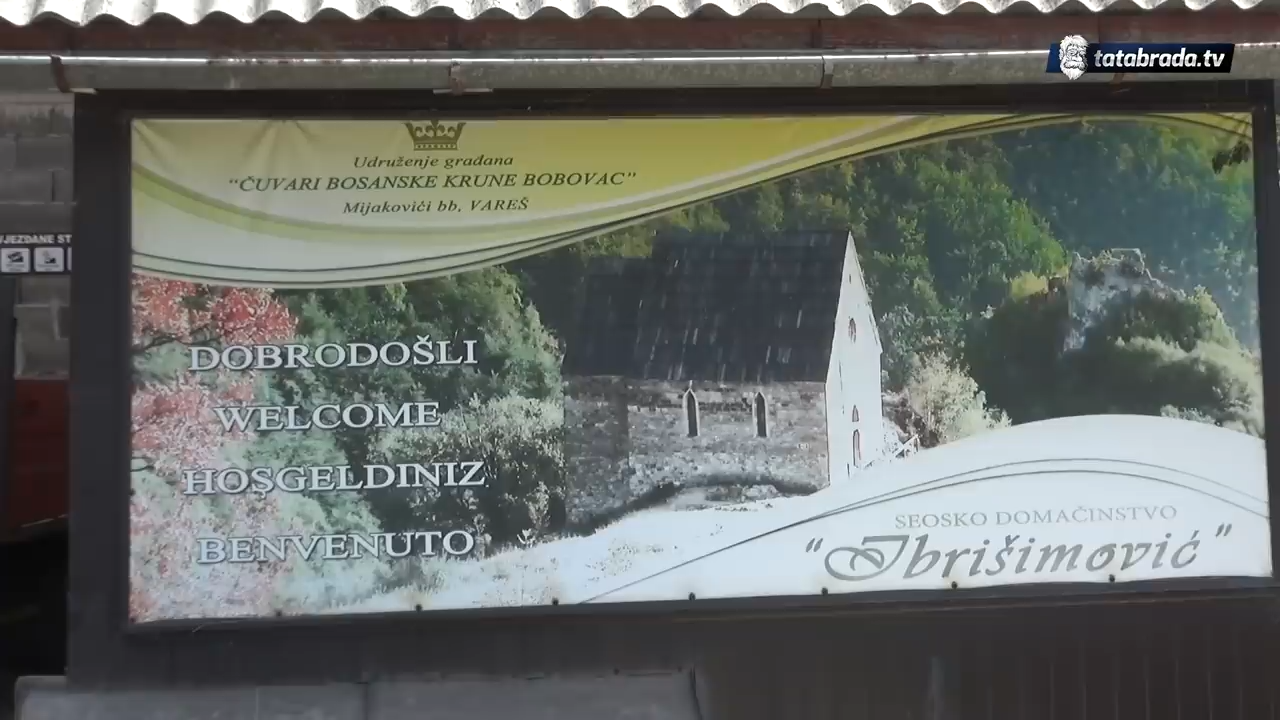 tatabrada.tv
Udruženje građana
“ČUVARI BOSANSKE KRUNE BOBOVAC”
Mijakovići bb, VAREŠ
DOBRODOŠLI
WELCOME
HOŞGELDINIZ
BENVENUTO
SEOSKO DOMAĆINSTVO
“Ibrišimović”